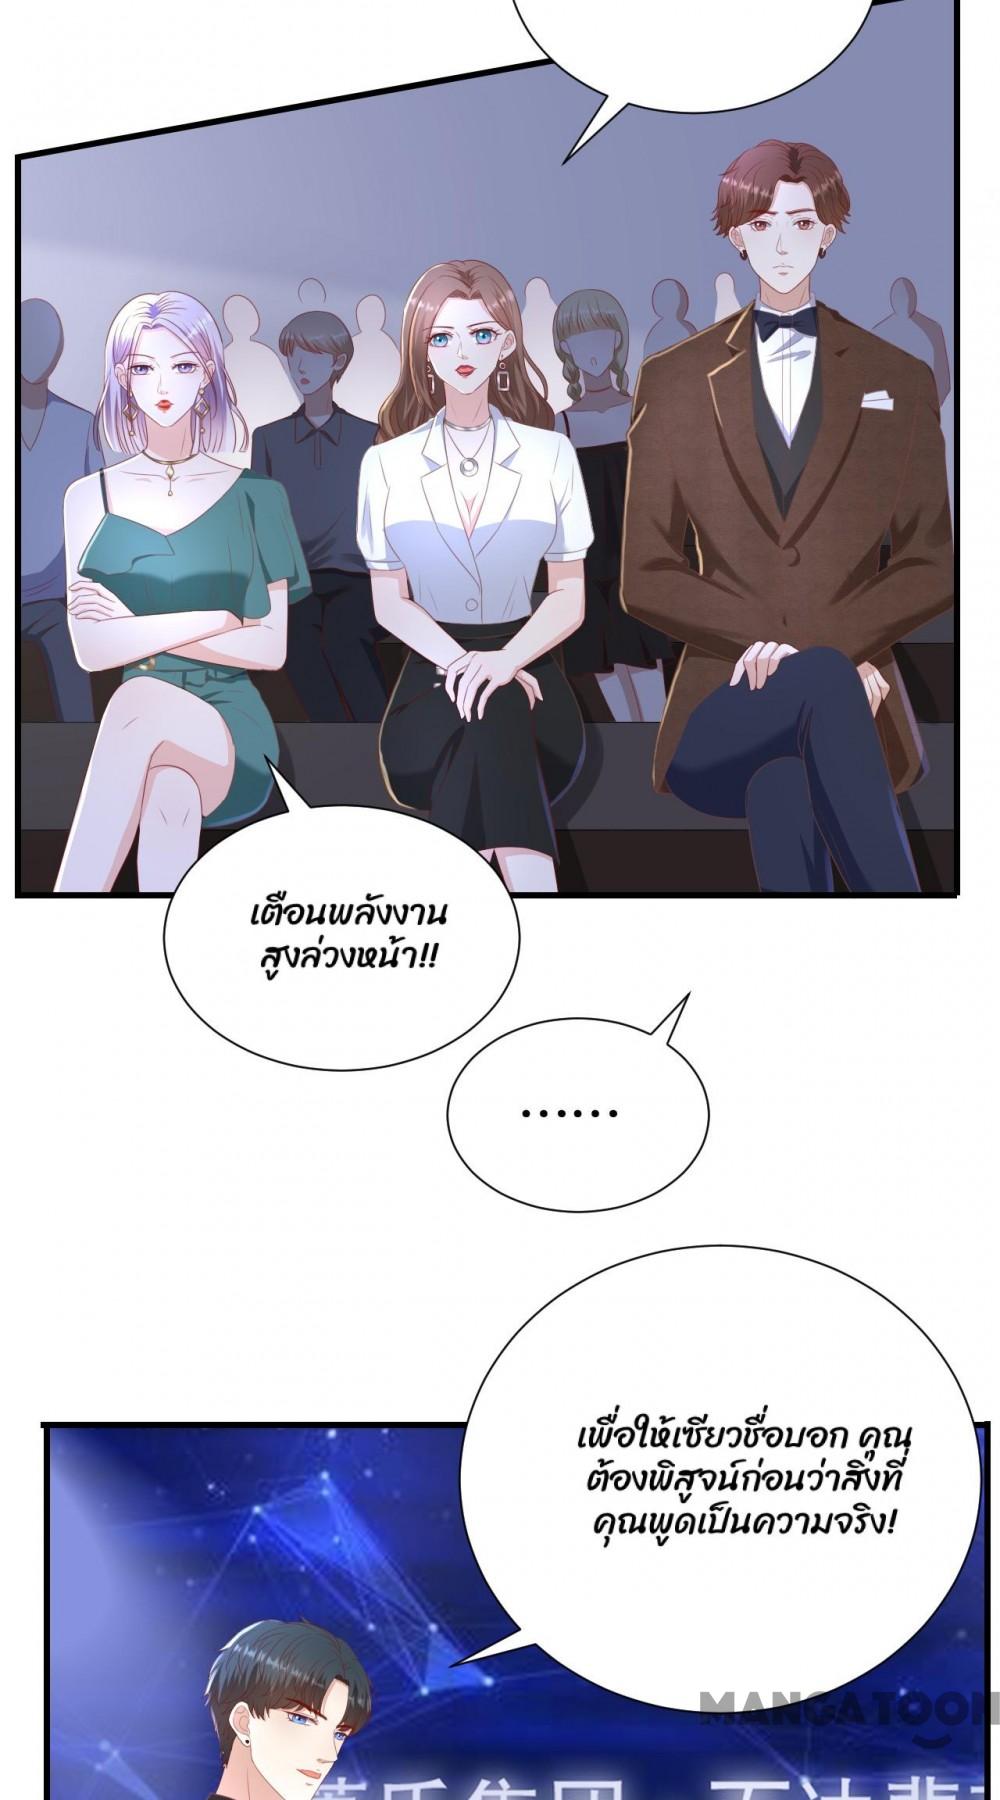 เตือนพลังงาน
สูงล่วงหน้า!!
......
เพื่อให้เซียวชื่อบอก คุณ
ต้องพิสูจน์ก่อนว่าสิ่งที่
คุณพูดเป็นความจริง!
MANGATOON
氏集团